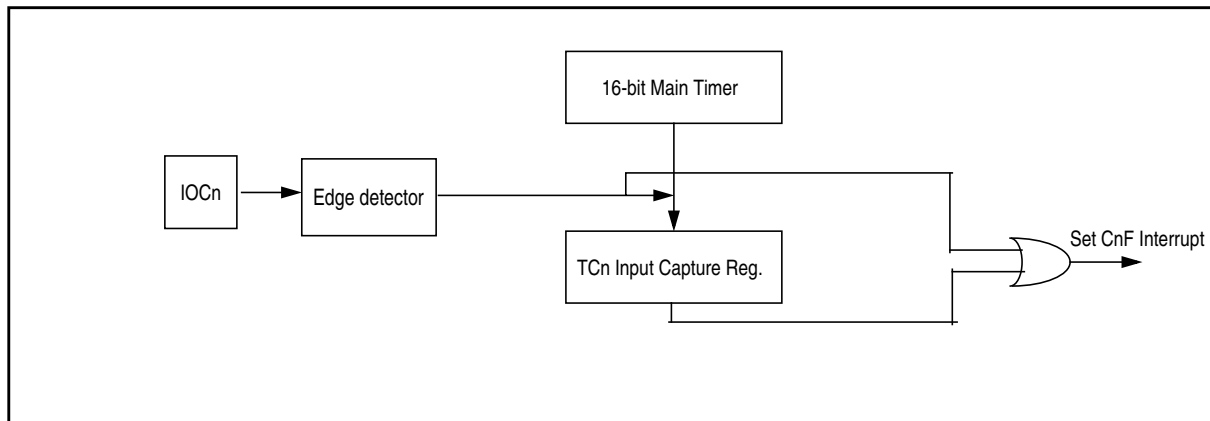 16-bit Main Timer
IOCn
Edge detector
TCn Input Capture Reg.
Set CnF Interrupt